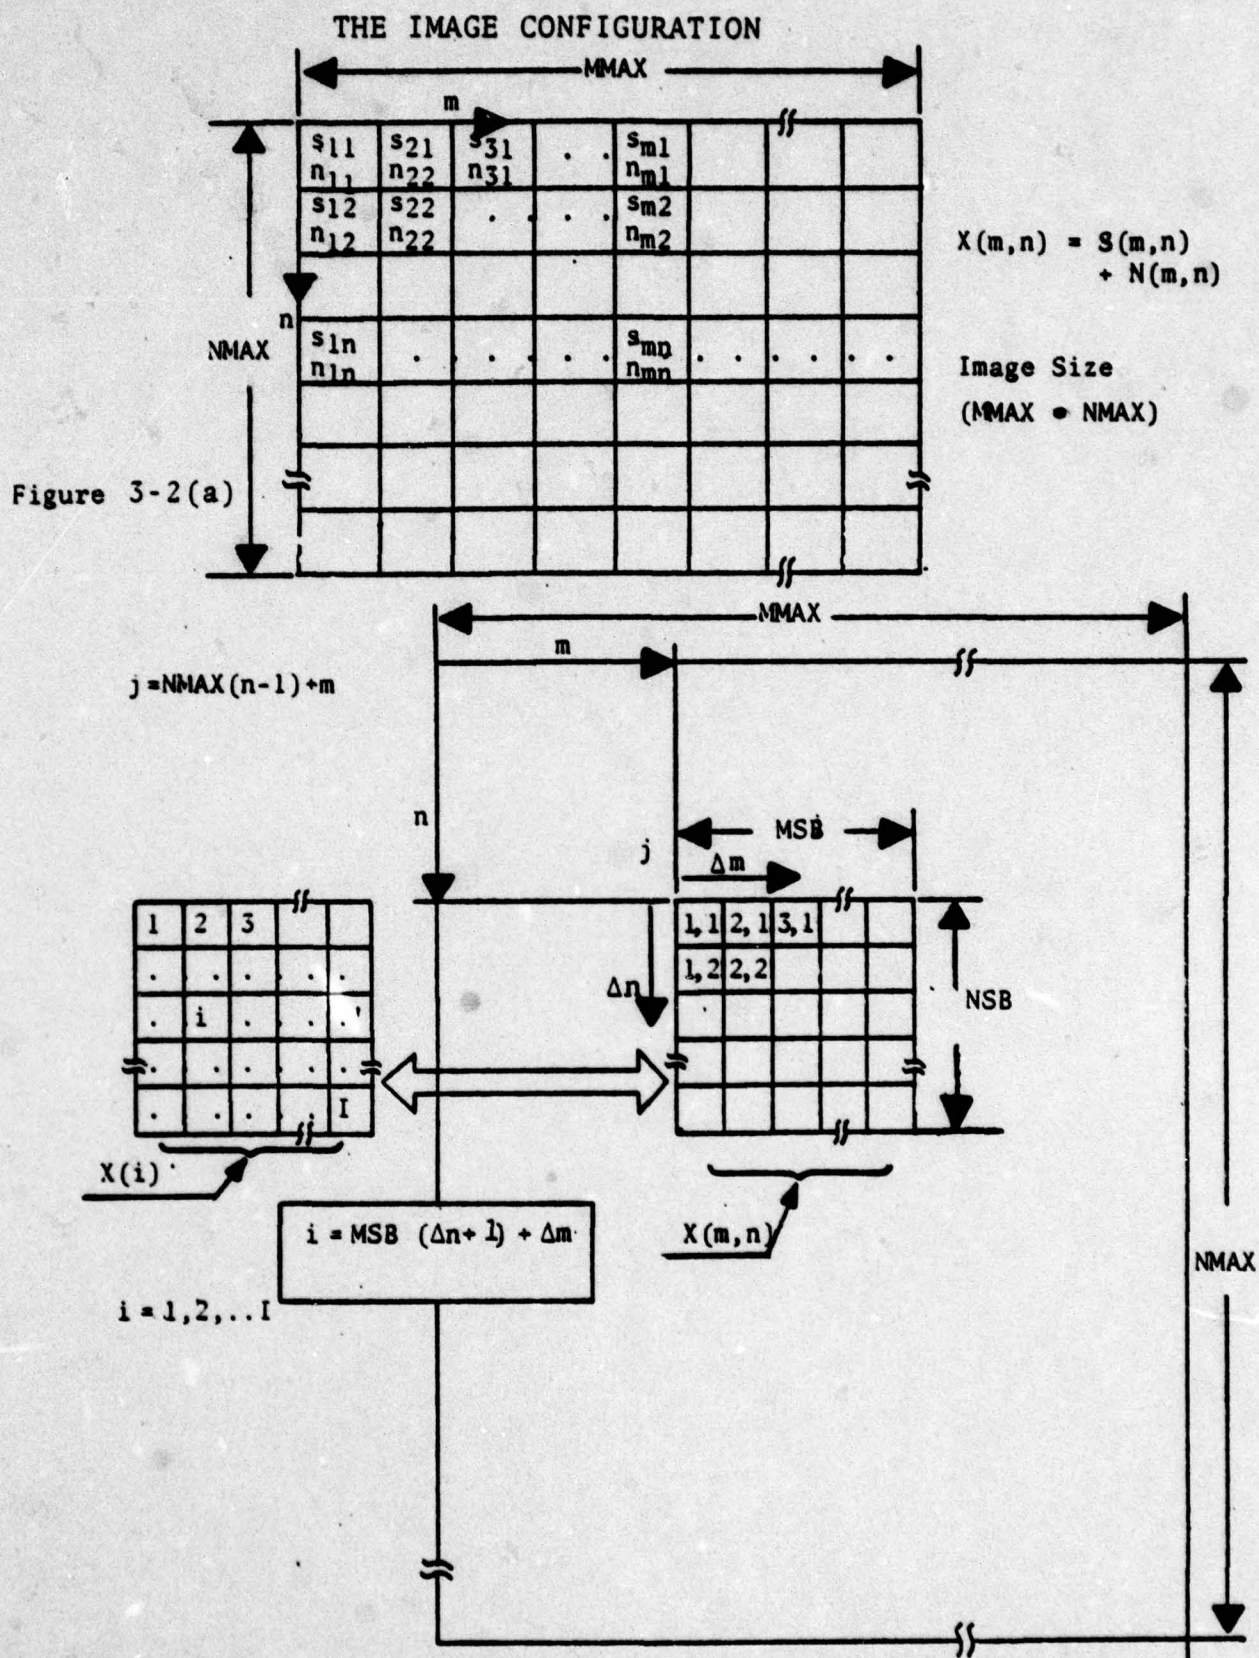 THE IMAGE CONFIGURATION
MMAX
m
s11 s21 s31 . . sm1
n11 n22 n31 nm1
s12 s22 . . . . sm2
n12 n22 nm2
X(m,n) = S(m,n)
+ N(m,n)
n
NMAX
s1n . . . . . . smn . . . . . .
n1n nmn
Image Size
(MMAX • NMAX)
Figure 3-2(a)
MMAX
m
j=NMAX(n-1)+m
n
j
MSB
Δm
1 2 3
1,1 2,1 3,1
. . . . . .
1,2 2,2
Δn
. i . . . .
NSB
. . . . . .
. . . . . I
X(i)
X(m,n)
i = MSB (Δn+1) + Δm
NMAX
i = 1,2,..I